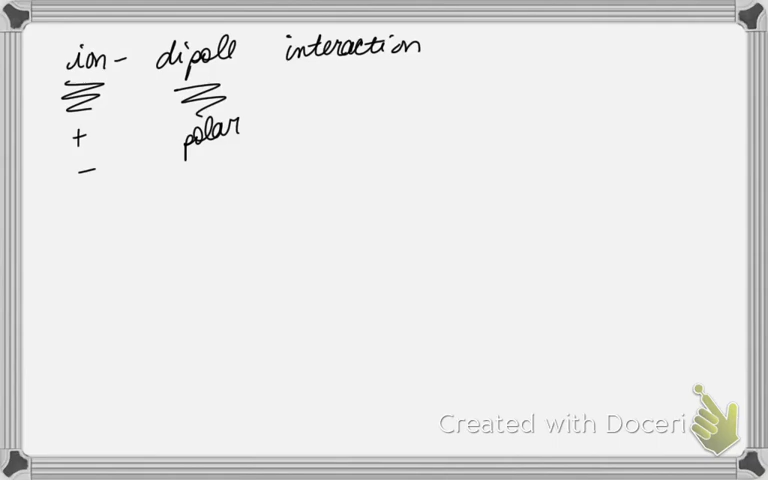 ion- dipole interaction
+ polar
-
Created with Doceri